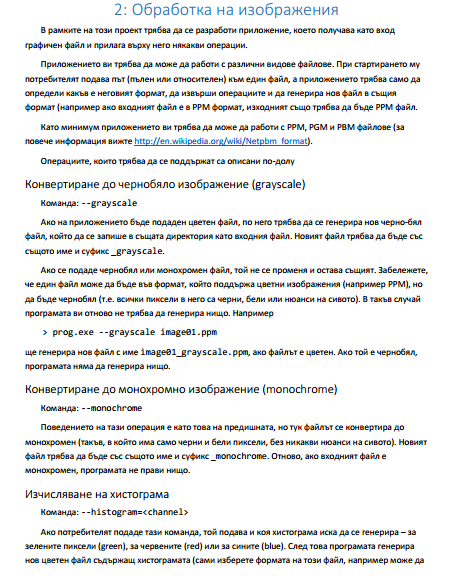 2: Обработка на изображения
В рамките на този проект трябва да се разработи приложение, което получава като вход
графичен файл и прилага върху него някакви операции.
Приложението ви трябва да може да работи с различни видове файлове. При стартирането му
потребителят подава път (пълен или относителен) към един файл, а приложението трябва само да
определи какъв е неговият формат, да извърши операциите и да генерира нов файл в същия
формат (например ако входният файл е в PPM формат, изходният също трябва да бъде PPM файл.
Като минимум приложението ви трябва да може да работи с PPM, PGM и PBM файлове (за
повече информация вижте http://en.wikipedia.org/wiki/Netpbm_format).
Операциите, които трябва да се поддържат са описани по-долу
Конвертиране до чернобяло изображение (grayscale)
Команда: --grayscale
Ако на приложението бъде подаден цветен файл, по него трябва да се генерира нов черно-бял
файл, който да се запише в същата директория като входния файл. Новият файл трябва да бъде със
същото име и суфикс _grayscale.
Ако се подаде чернобял или монохромен файл, той не се променя и остава същият. Забележете,
че един файл може да бъде във формат, който поддържа цветни изображения (например PPM), но
да бъде чернобял (т.е. всички пиксели в него са черни, бели или нюанси на сивото). В такъв случай
програмата ви отново не трябва да генерира нищо. Например
> prog.exe --grayscale image01.ppm
ще генерира нов файл с име image01_grayscale.ppm, ако файлът е цветен. Ако той е чернобял,
програмата няма да генерира нищо.
Конвертиране до монохромно изображение (monochrome)
Команда: --monochrome
Поведението на тази операция е като това на предишната, но тук файлът се конвертира до
монохромен (такъв, в който има само черни и бели пиксели, без никакви нюанси на сивото). Новият
файл трябва да бъде със същото име и суфикс _monochrome. Отново, ако входният файл е
монохромен, програмата не прави нищо.
Изчисляване на хистограма
Команда: --histogram=<channel>
Ако потребителят подаде тази команда, той подава и коя хистограма иска да се генерира – за
зелените пиксели (green), за червените (red) или за сините (blue). След това програмата генерира
нов цветен файл съдържащ хистограмата (сами изберете формата на този файл, например може да